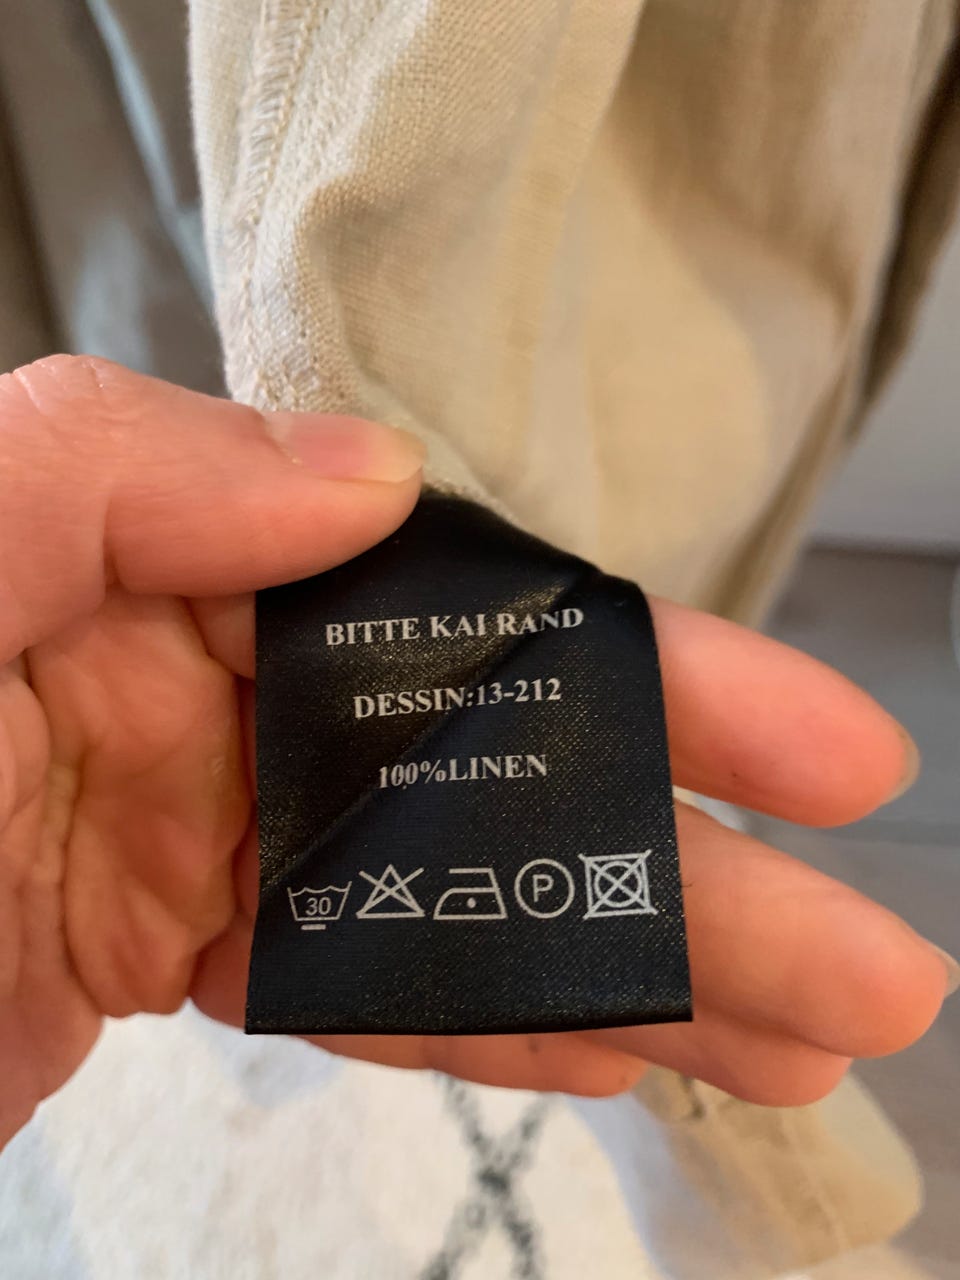 BITTE KAI RAND
DESSIN:13-212
100%LINEN
30 P